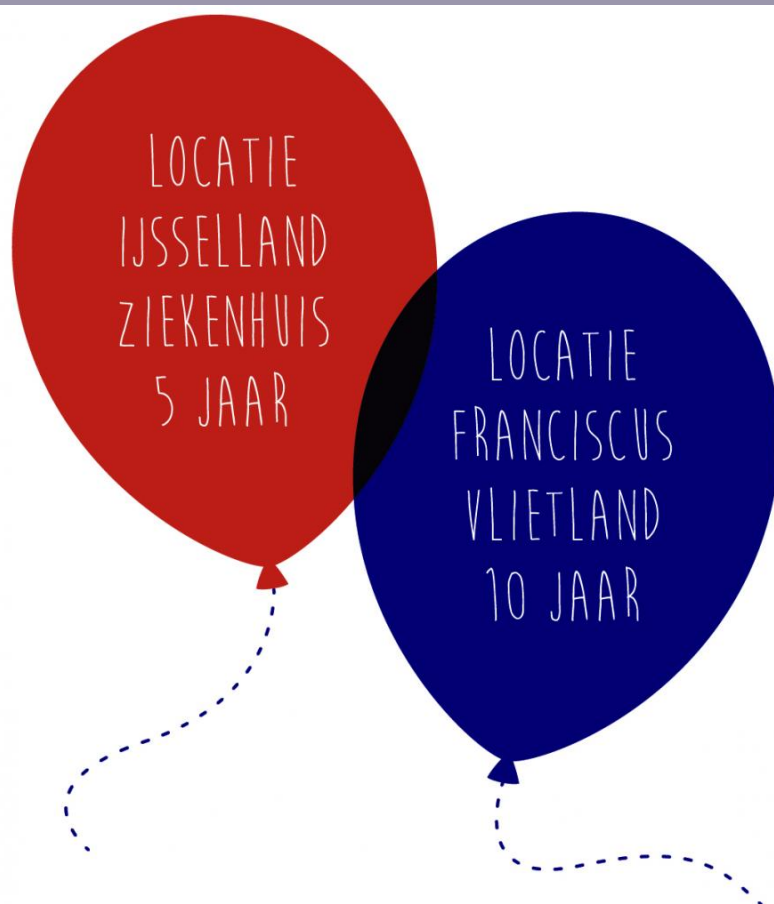 LOCATIE
IJSSELLAND
ZIEKENHUIS
5 JAAR
LOCATIE
FRANCISCUS
VLIETLAND
10 JAAR